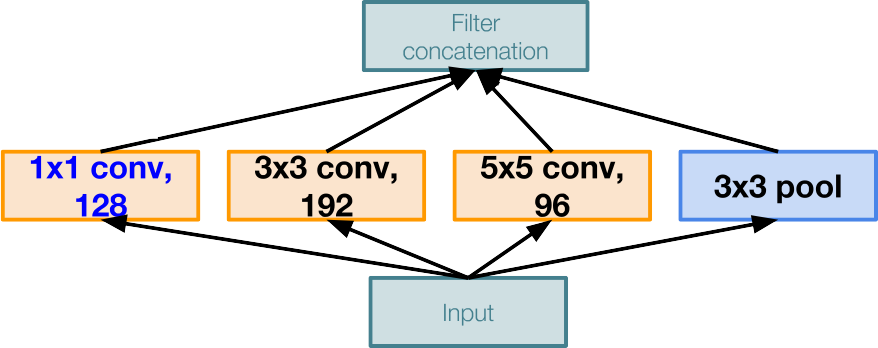 Filter
concatenation
1x1 conv,
128
3x3 conv,
192
5x5 conv,
96
3x3 pool
Input